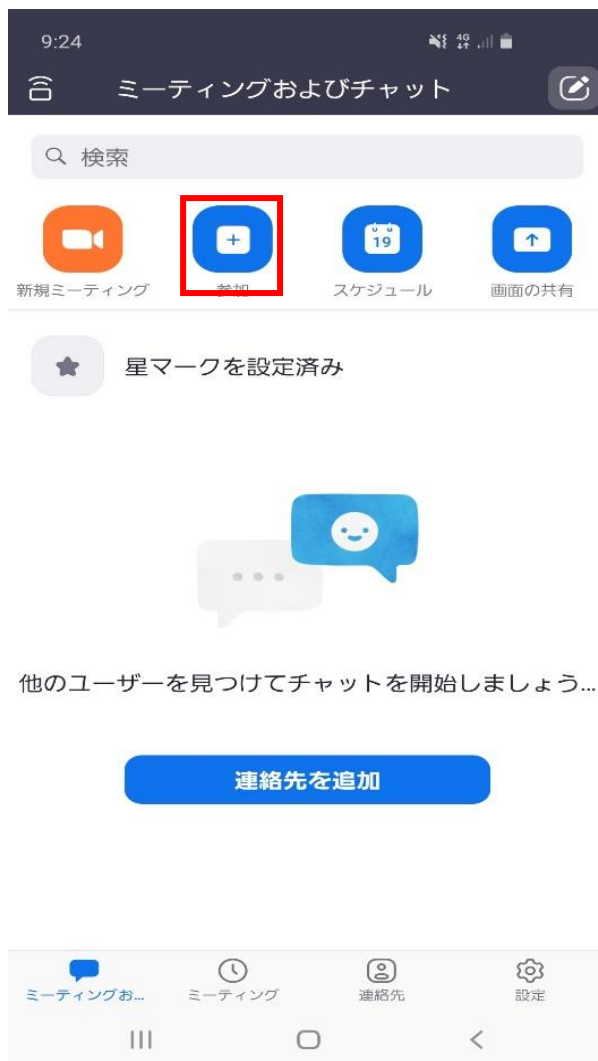 9:24
4G
ミーティングおよびチャット
検索
19
新規ミーティング
参加
スケジュール
画面の共有
星マークを設定済み
他のユーザーを見つけてチャットを開始しましょう...
連絡先を追加
ミーティングお...
ミーティング
連絡先
設定